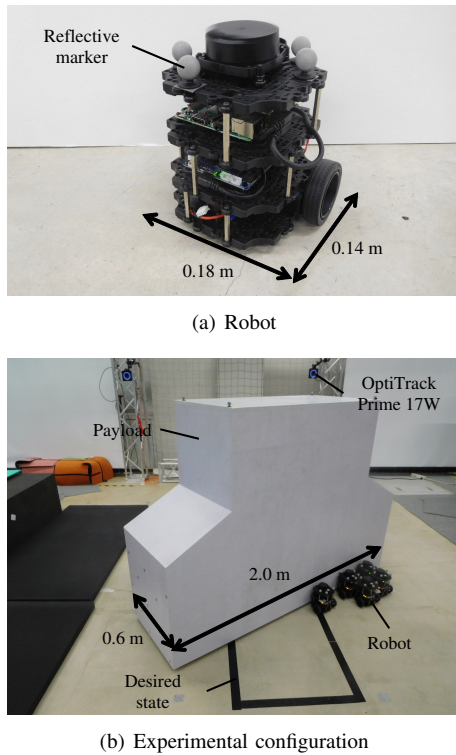 Reflective
marker
0.18 m
0.14 m
(a) Robot
OptiTrack
Prime 17W
Payload
2.0 m
0.6 m
Robot
Desired
state
(b) Experimental configuration